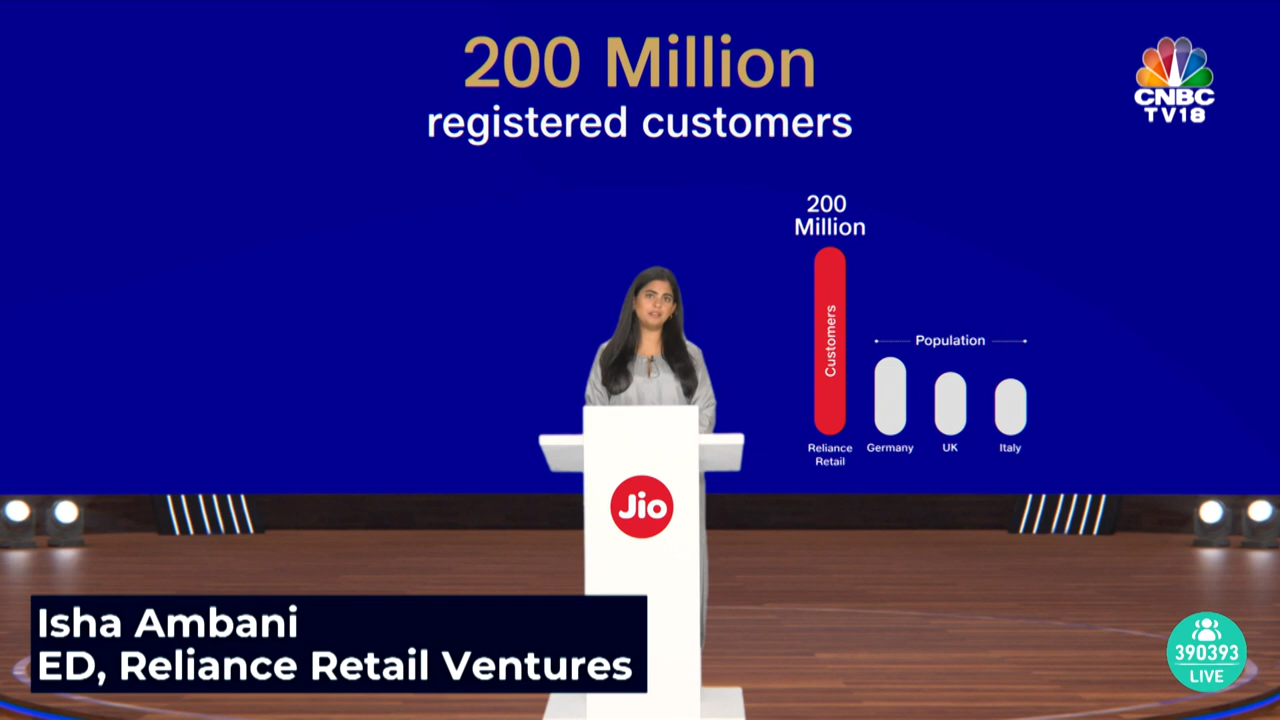 200 Million
registered customers
CNBC
TV18
200
Million
Customers
Population
Reliance
Retail
Germany
UK
Italy
Jio
Isha Ambani
ED, Reliance Retail Ventures
390393
LIVE